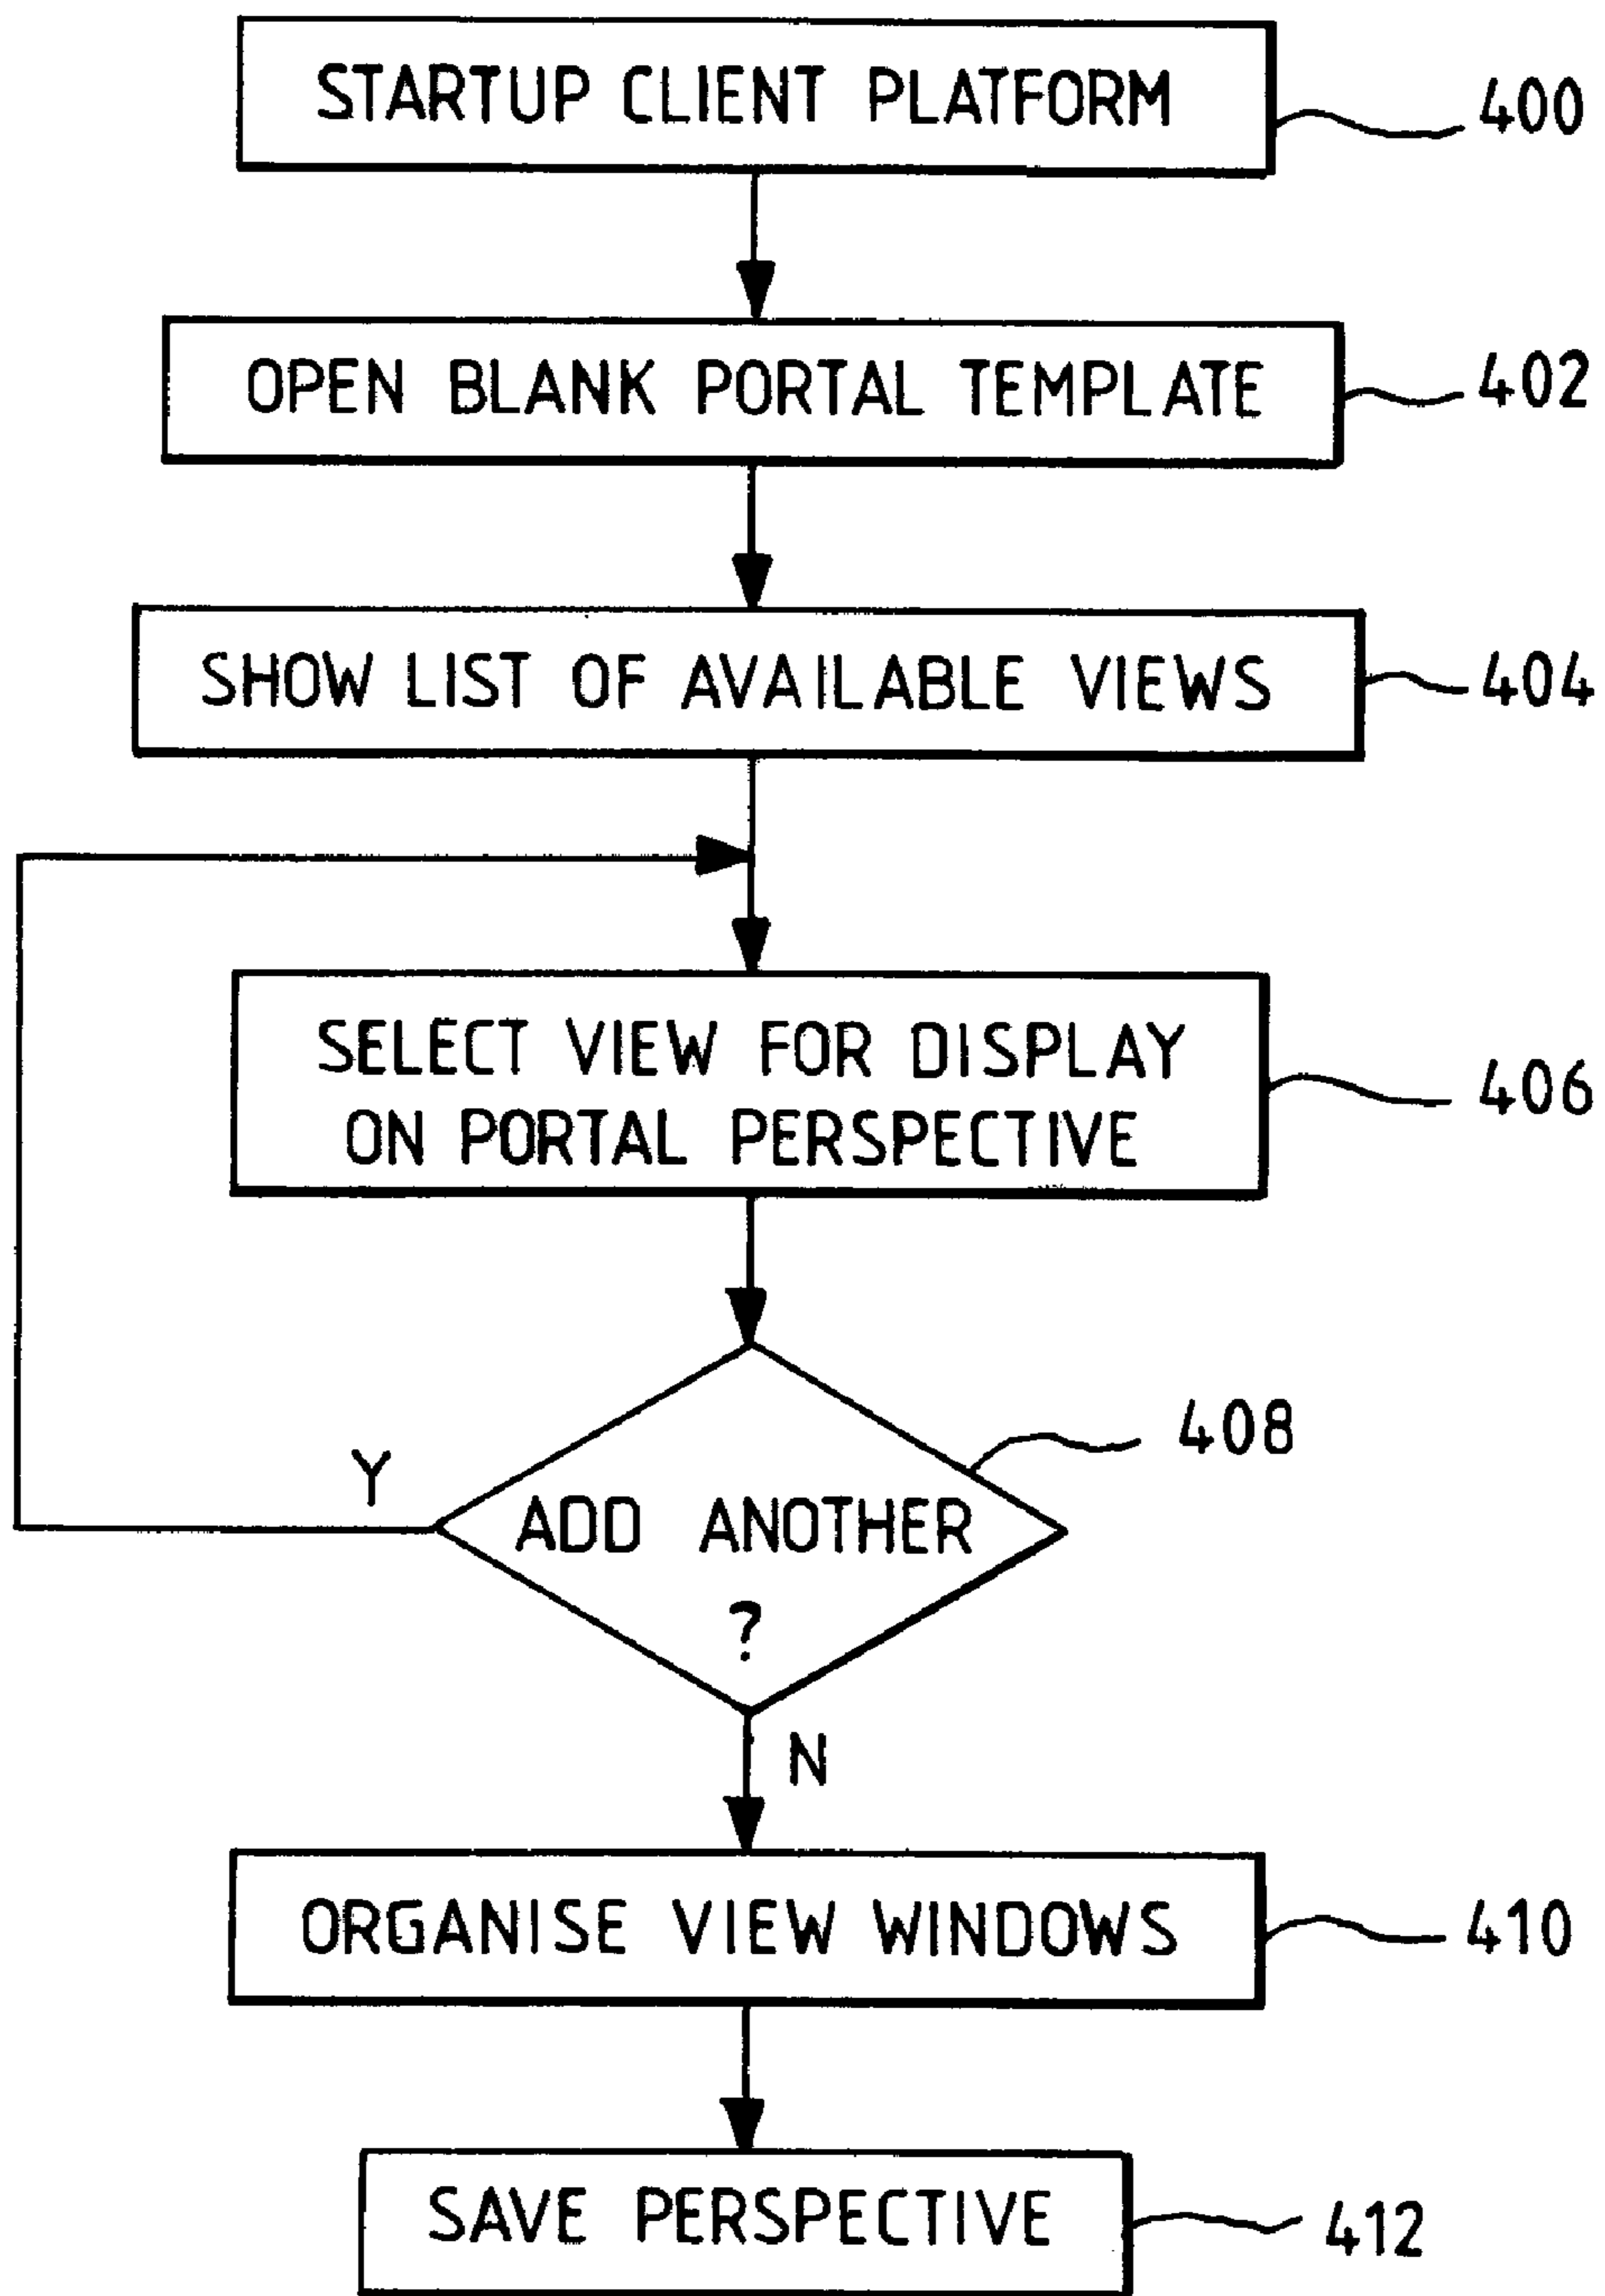 STARTUP CLIENT PLATFORM
400
OPEN BLANK PORTAL TEMPLATE
402
SHOW LIST OF AVAILABLE VIEWS
404
SELECT VIEW FOR DISPLAY
ON PORTAL PERSPECTIVE
406
408
Y
ADD ANOTHER
?
N
ORGANISE VIEW WINDOWS
410
SAVE PERSPECTIVE
412